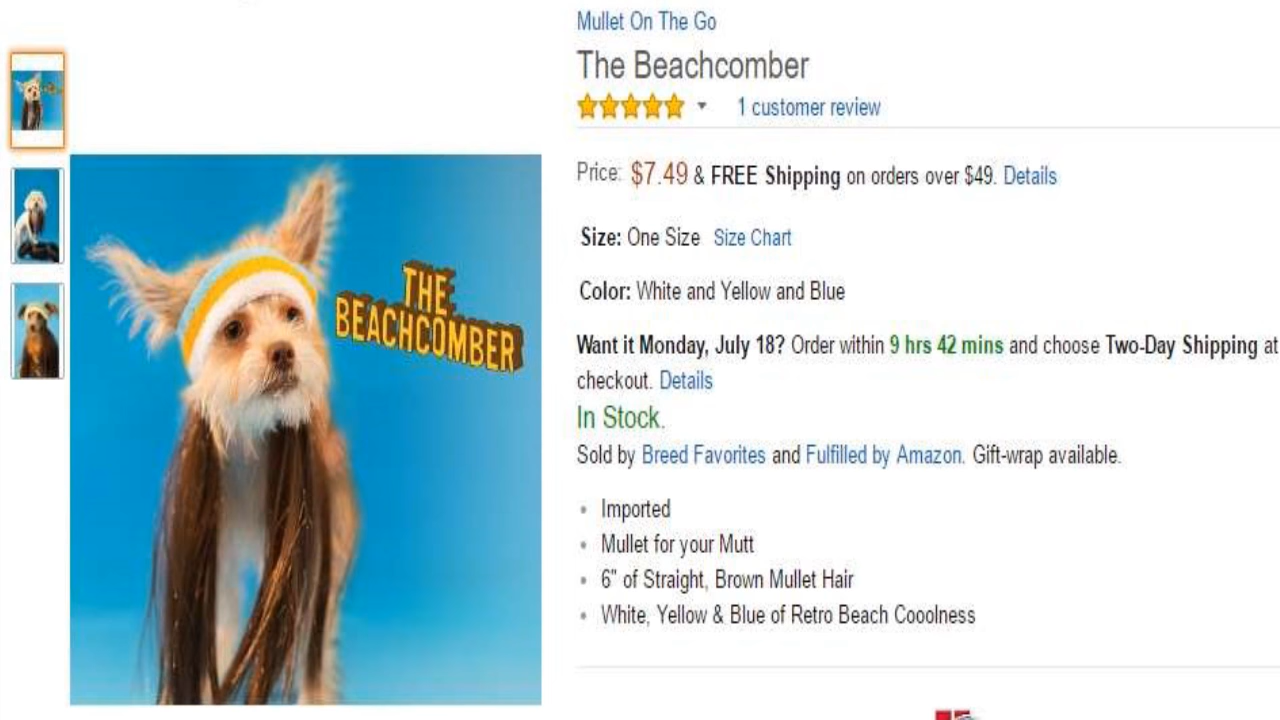 Mullet On The Go
The Beachcomber
1 customer review
Price: $7.49 & FREE Shipping on orders over $49. Details
Size: One Size Size Chart
Color: White and Yellow and Blue
Want it Monday, July 18? Order within 9 hrs 42 mins and choose Two-Day Shipping at
checkout. Details
In Stock.
Sold by Breed Favorites and Fulfilled by Amazon. Gift-wrap available.
Imported
Mullet for your Mutt
6" of Straight, Brown Mullet Hair
White, Yellow & Blue of Retro Beach Cooolness
THE
BEACHCOMBER